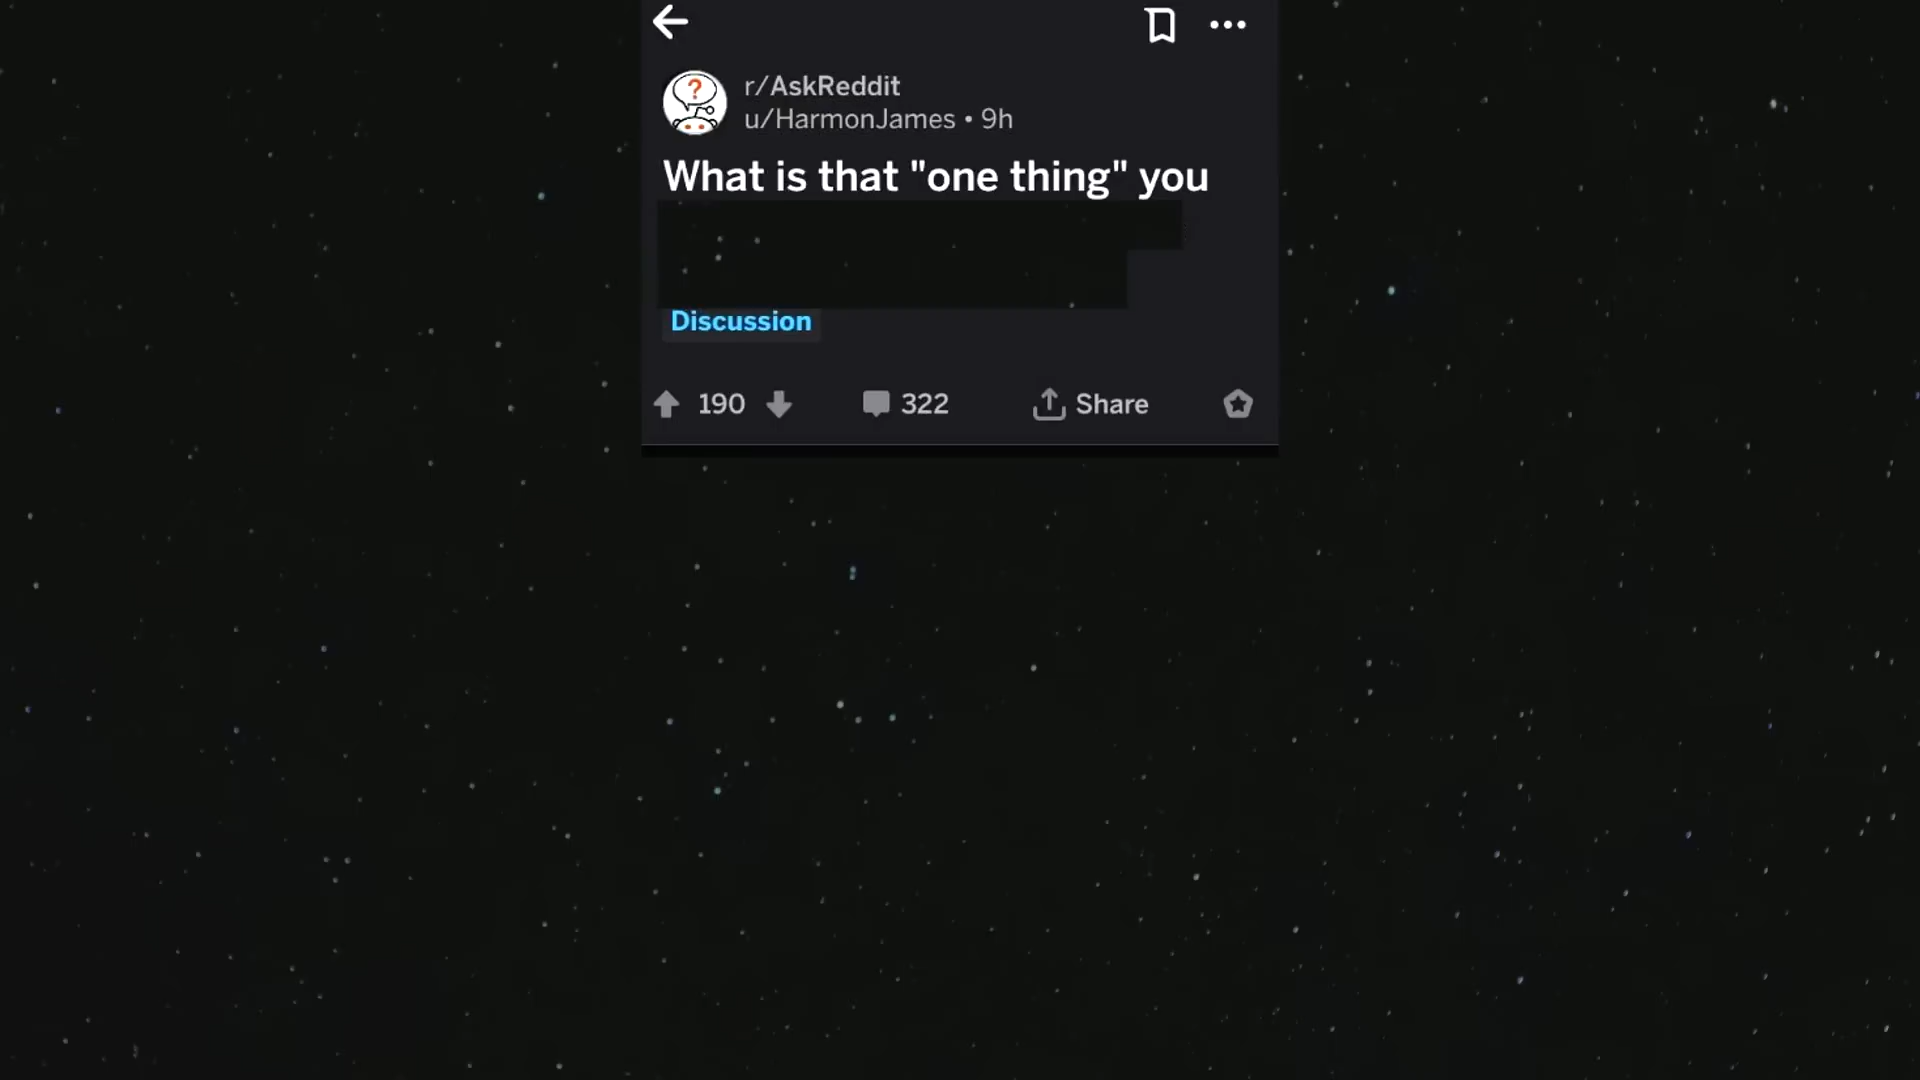 r/AskReddit
u/HarmonJames • 9h
What is that "one thing" you
Discussion
190
322
Share